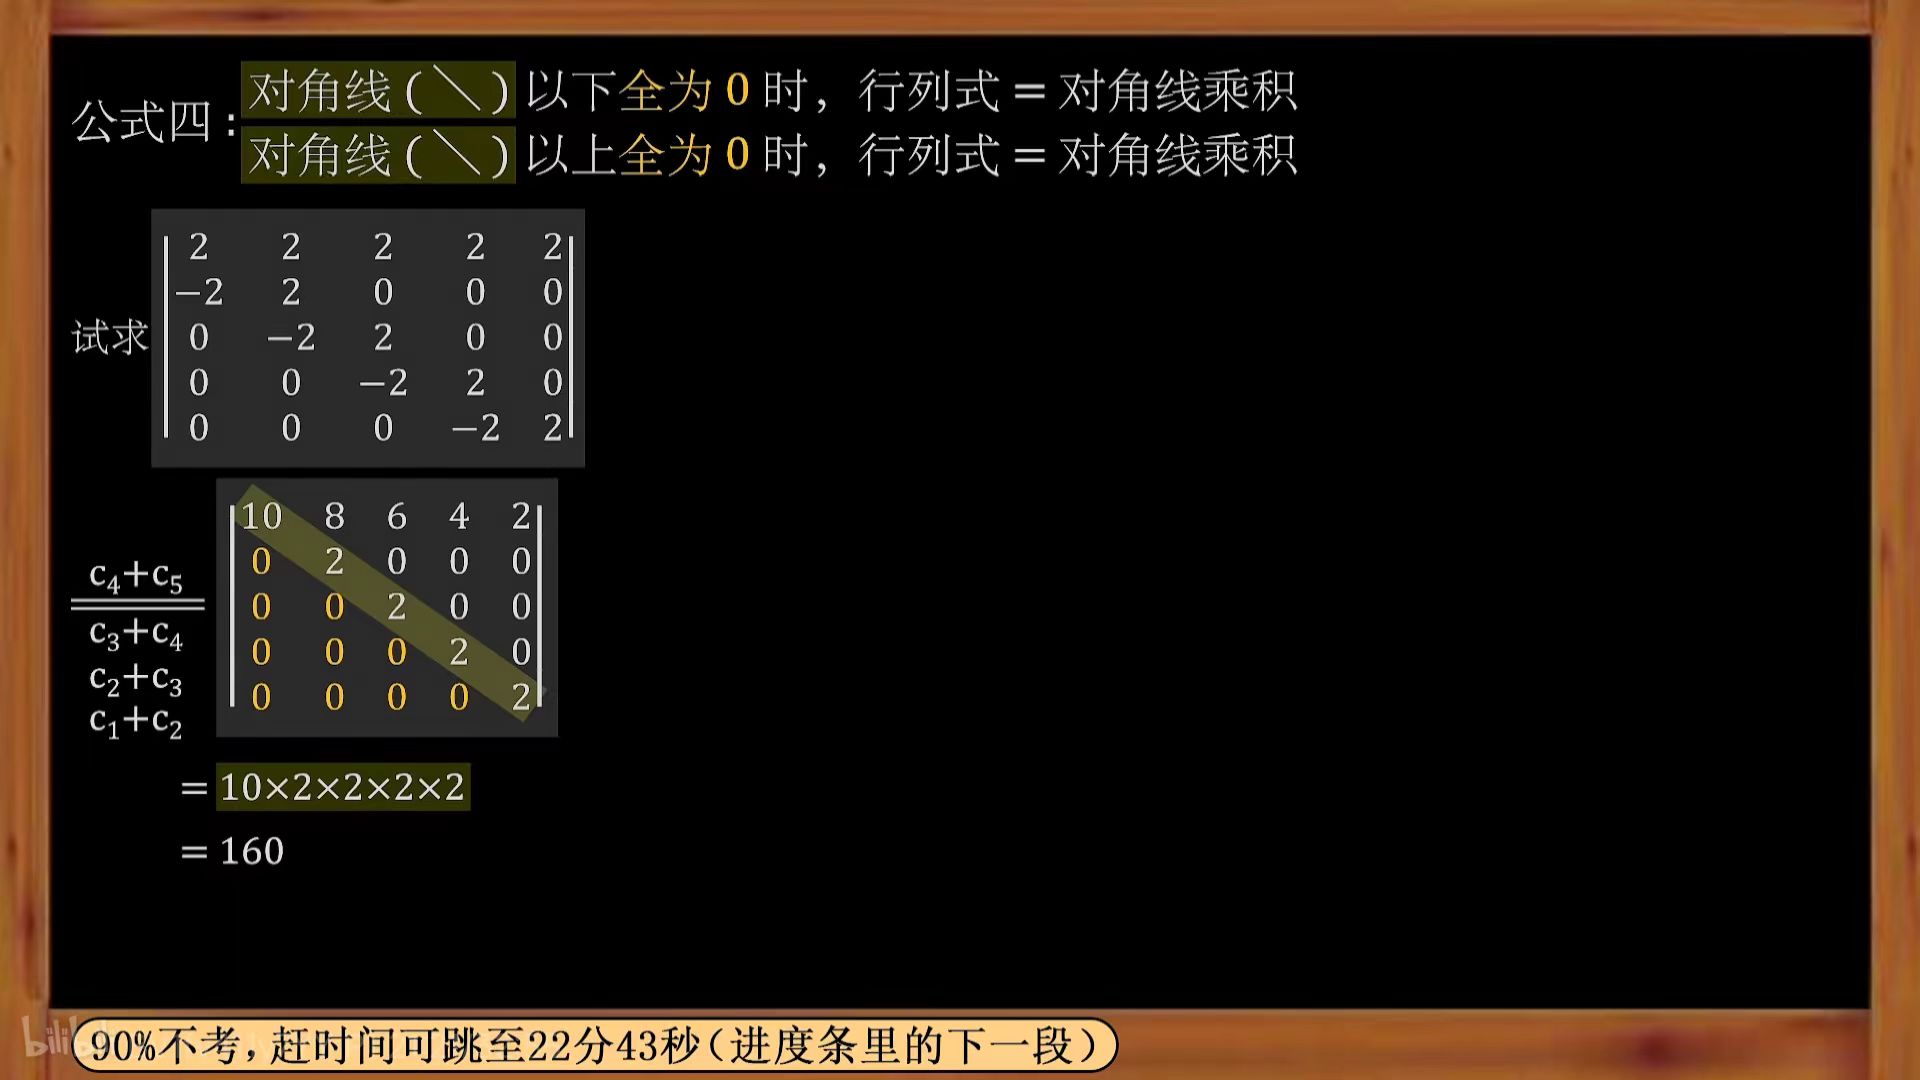 公式四：
对角线(＼)以下全为 0 时，行列式 = 对角线乘积
对角线(＼)以上全为 0 时，行列式 = 对角线乘积
试求
2 2 2 2 2
−2 2 0 0 0
0 −2 2 0 0
0 0 −2 2 0
0 0 0 −2 2
c₄+c₅
c₃+c₄
c₂+c₃
c₁+c₂
10 8 6 4 2
0 2 0 0 0
0 0 2 0 0
0 0 0 2 0
0 0 0 0 2
= 10×2×2×2×2
= 160
90%不考，赶时间可跳至22分43秒（进度条里的下一段）